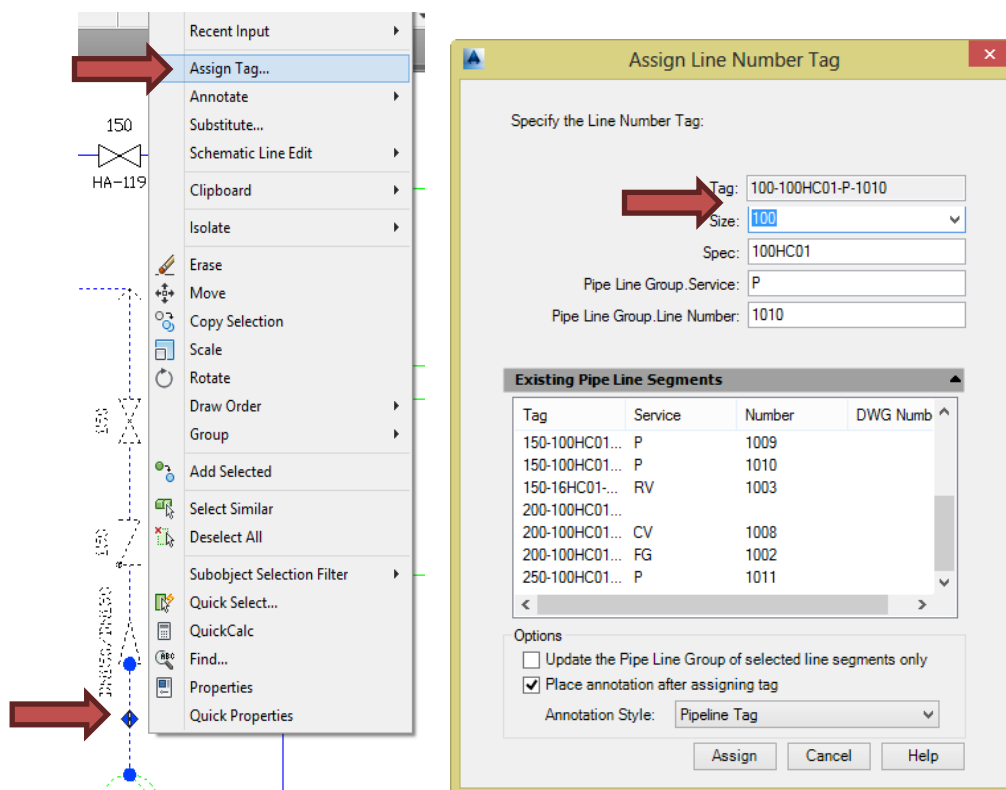 Recent Input
Assign Tag...
Annotate
Substitute...
Schematic Line Edit
Clipboard
Isolate
Erase
Move
Copy Selection
Scale
Rotate
Draw Order
Group
Add Selected
Select Similar
Deselect All
Subobject Selection Filter
Quick Select...
QuickCalc
Find...
Properties
Quick Properties
150
HA-119
150
150
Assign Line Number Tag
Specify the Line Number Tag:
Tag: 100-100HC01-P-1010
Size: 100
Spec: 100HC01
Pipe Line Group.Service: P
Pipe Line Group.Line Number: 1010
Existing Pipe Line Segments
Tag Service Number DWG Numb
150-100HC01... P 1009
150-100HC01... P 1010
150-16HC01-... RV 1003
200-100HC01...
200-100HC01... CV 1008
200-100HC01... FG 1002
250-100HC01... P 1011
Options
Update the Pipe Line Group of selected line segments only
Place annotation after assigning tag
Annotation Style: Pipeline Tag
Assign Cancel Help